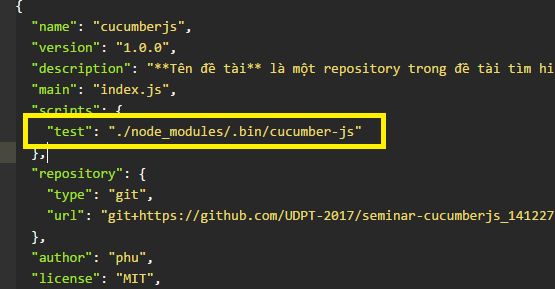 {
"name": "cucumberjs",
"version": "1.0.0",
"description": "**Tên đề tài** là một repository trong đề tài tìm hi
"main": "index.js",
"scripts": {
"test": "./node_modules/.bin/cucumber-js"
},
"repository": {
"type": "git",
"url": "git+https://github.com/UDPT-2017/seminar-cucumberjs_141227
},
"author": "phu",
"license": "MIT",